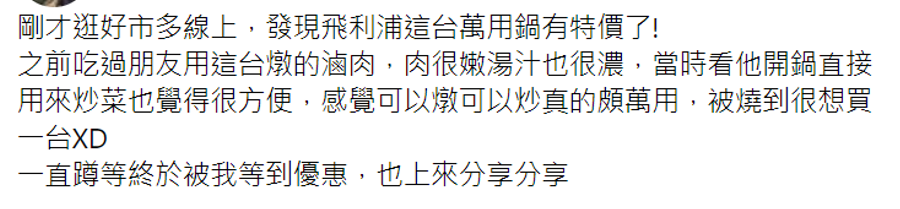 剛才逛好市多線上，發現飛利浦這台萬用鍋有特價了!
之前吃過朋友用這台燉的滷肉，肉很嫩湯汁也很濃，當時看他開鍋直接
用來炒菜也覺得很方便，感覺可以燉可以炒真的頗萬用，被燒到很想買
一台XD
一直蹲等終於被我等到優惠，也上來分享分享